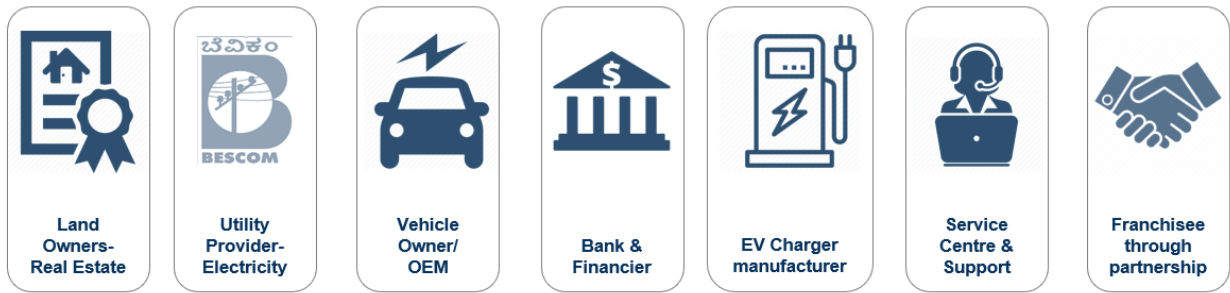 ಬೆವಿಕಂ
B
BESCOM
$
Land
Owners-
Real Estate
Utility
Provider-
Electricity
Vehicle
Owner/
OEM
Bank &
Financier
EV Charger
manufacturer
Service
Centre &
Support
Franchisee
through
partnership